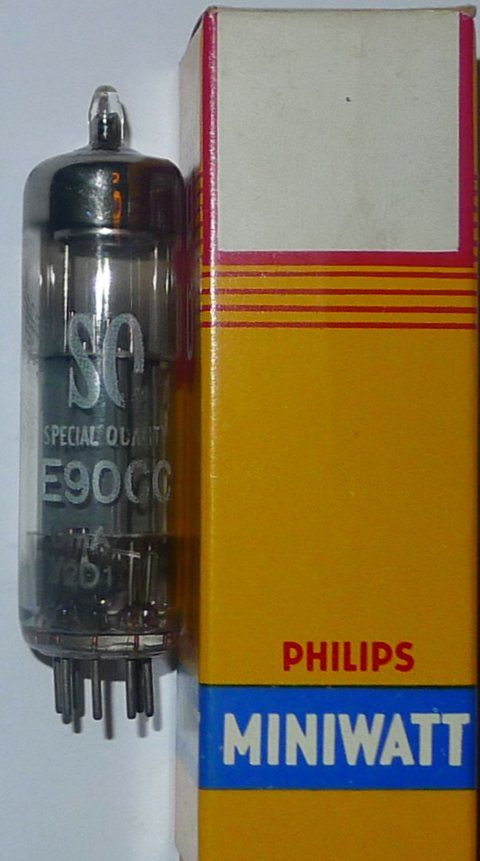 SQ
SPECIAL QUALITY
E90CC
PHILIPS
MINIWATT